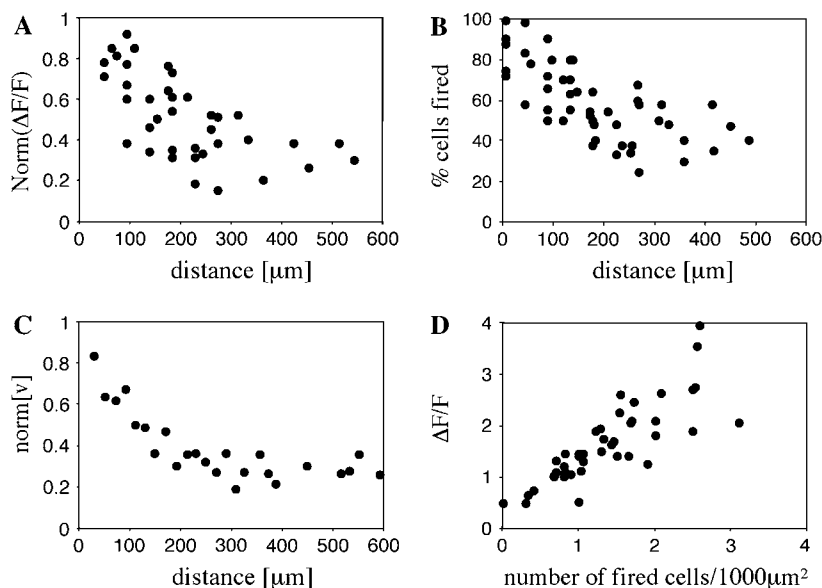 A
1
0.8
0.6
0.4
0.2
0
Norm(ΔF/F)
0 100 200 300 400 500 600
distance [μm]
B
100
80
60
40
20
0
% cells fired
0 100 200 300 400 500 600
distance [μm]
C
1
0.8
0.6
0.4
0.2
0
norm[v]
0 100 200 300 400 500 600
distance [μm]
D
4
3
2
1
0
ΔF/F
0 1 2 3 4
number of fired cells/1000μm²